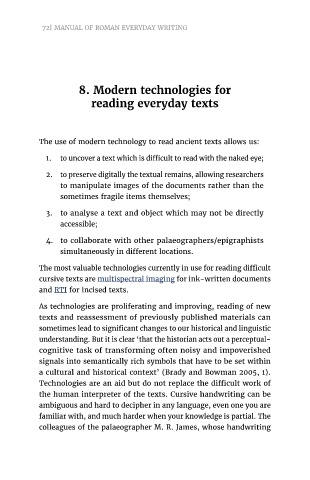 72| MANUAL OF ROMAN EVERYDAY WRITING
8. Modern technologies for
reading everyday texts
The use of modern technology to read ancient texts allows us:
1. to uncover a text which is difficult to read with the naked eye;
2. to preserve digitally the textual remains, allowing researchers
to manipulate images of the documents rather than the
sometimes fragile items themselves;
3. to analyse a text and object which may not be directly
accessible;
4. to collaborate with other palaeographers/epigraphists
simultaneously in different locations.
The most valuable technologies currently in use for reading difficult
cursive texts are multispectral imaging for ink-written documents
and RTI for incised texts.
As technologies are proliferating and improving, reading of new
texts and reassessment of previously published materials can
sometimes lead to significant changes to our historical and linguistic
understanding. But it is clear ‘that the historian acts out a perceptual-
cognitive task of transforming often noisy and impoverished
signals into semantically rich symbols that have to be set within
a cultural and historical context’ (Brady and Bowman 2005, 1).
Technologies are an aid but do not replace the difficult work of
the human interpreter of the texts. Cursive handwriting can be
ambiguous and hard to decipher in any language, even one you are
familiar with, and much harder when your knowledge is partial. The
colleagues of the palaeographer M. R. James, whose handwriting